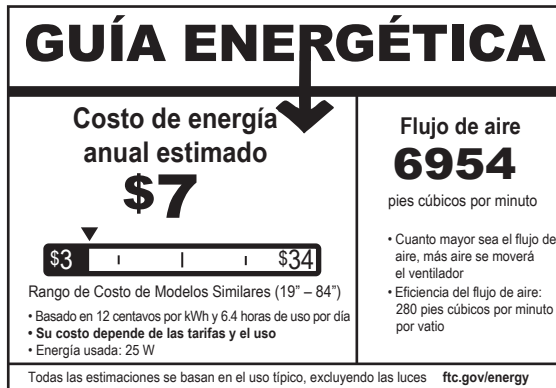 GUÍA ENERGÉTICA
Costo de energía
anual estimado
$7
$3
$34
Rango de Costo de Modelos Similares (19” – 84”)
• Basado en 12 centavos por kWh y 6.4 horas de uso por día
• Su costo depende de las tarifas y el uso
• Energía usada: 25 W
Flujo de aire
6954
pies cúbicos por minuto
• Cuanto mayor sea el flujo de
aire, más aire se moverá
el ventilador
• Eficiencia del flujo de aire:
280 pies cúbicos por minuto
por vatio
Todas las estimaciones se basan en el uso típico, excluyendo las luces ftc.gov/energy